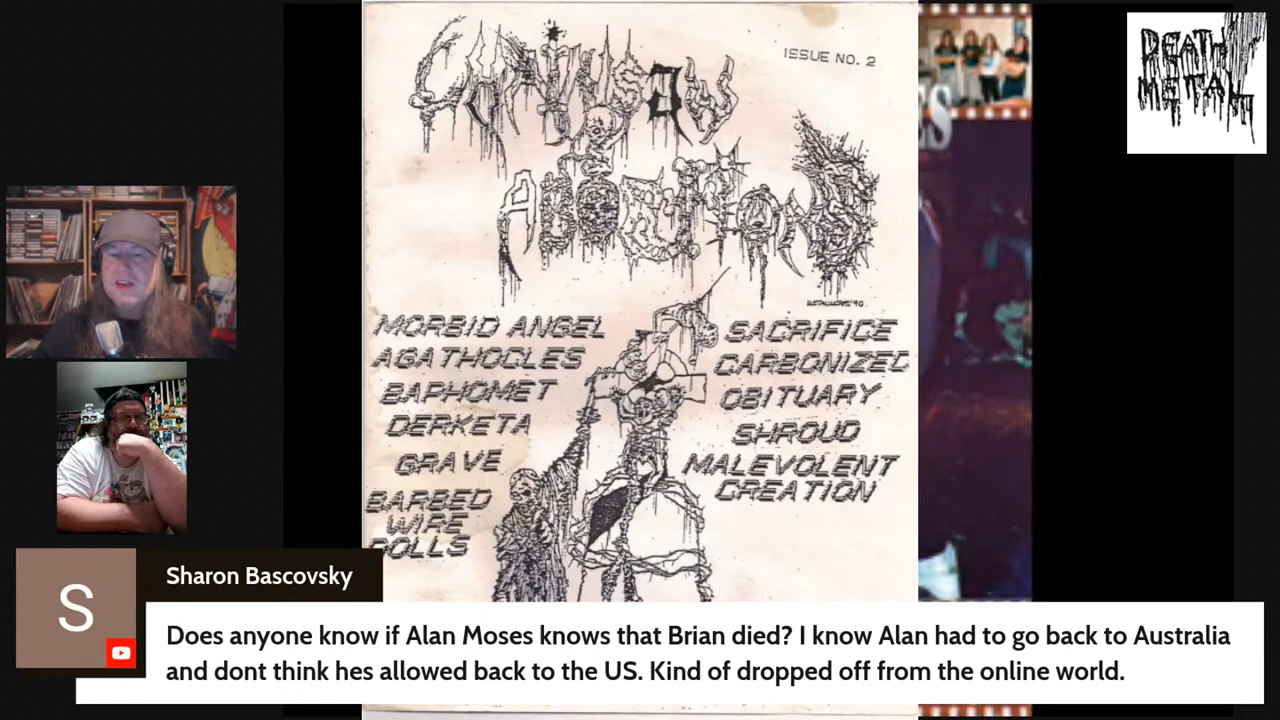 ISSUE NO. 2
CHAINSAW
ABORTIONS
DEATH
METAL
MORBID ANGEL
AGATHOCLES
BAPHOMET
DERKETA
GRAVE
BARBED
WIRE
DOLLS
SACRIFICE
CARBONIZED
OBITUARY
SHROUD
MALEVOLENT
CREATION
S
Sharon Bascovsky
Does anyone know if Alan Moses knows that Brian died? I know Alan had to go back to Australia
and dont think hes allowed back to the US. Kind of dropped off from the online world.